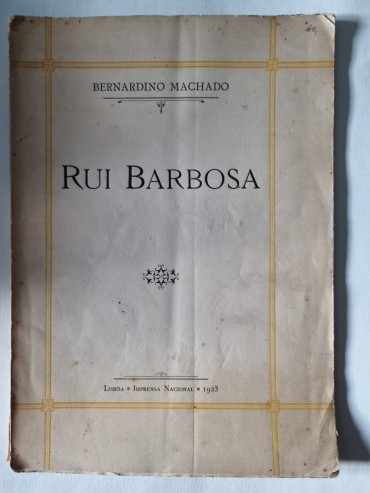 BERNARDINO MACHADO
RUI BARBOSA
LISBOA * IMPRENSA NACIONAL * 1923